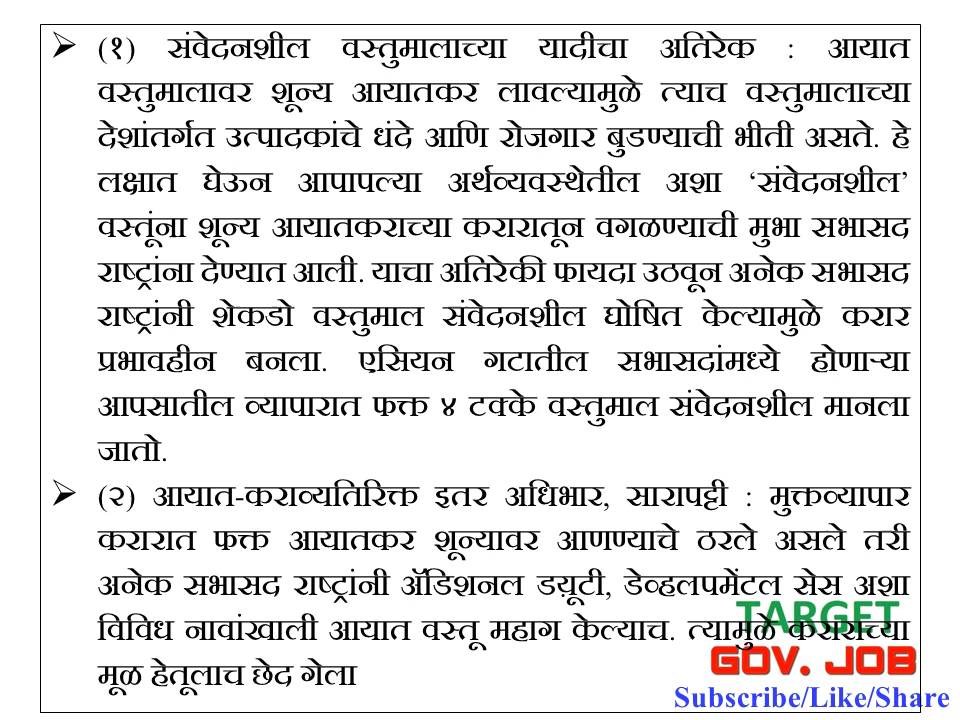 ➢ (१) संवेदनशील वस्तुमालाच्या यादीचा अतिरेक : आयात
वस्तुमालावर शून्य आयातकर लावल्यामुळे त्याच वस्तुमालाच्या
देशांतर्गत उत्पादकांचे धंदे आणि रोजगार बुडण्याची भीती असते. हे
लक्षात घेऊन आपापल्या अर्थव्यवस्थेतील अशा ‘संवेदनशील’
वस्तूंना शून्य आयातकराच्या करारातून वगळण्याची मुभा सभासद
राष्ट्रांना देण्यात आली. याचा अतिरेकी फायदा उठवून अनेक सभासद
राष्ट्रांनी शेकडो वस्तुमाल संवेदनशील घोषित केल्यामुळे करार
प्रभावहीन बनला. एसियन गटातील सभासदांमध्ये होणाऱ्या
आपसातील व्यापारात फक्त ४ टक्के वस्तुमाल संवेदनशील मानला
जातो.
➢ (२) आयात-कराव्यतिरिक्त इतर अधिभार, सारापट्टी : मुक्तव्यापार
करारात फक्त आयातकर शून्यावर आणण्याचे ठरले असले तरी
अनेक सभासद राष्ट्रांनी अ‍ॅडिशनल डय़ूटी, डेव्हलपमेंटल सेस अशा
विविध नावांखाली आयात वस्तू महाग केल्याच. त्यामुळे कराराच्या
मूळ हेतूलाच छेद गेला
TARGET
GOV. JOB
Subscribe/Like/Share